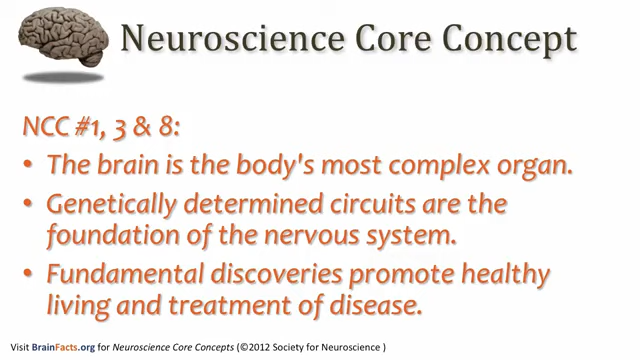 Neuroscience Core Concept
NCC #1, 3 & 8:
• The brain is the body's most complex organ.
• Genetically determined circuits are the
foundation of the nervous system.
• Fundamental discoveries promote healthy
living and treatment of disease.
Visit BrainFacts.org for Neuroscience Core Concepts (©2012 Society for Neuroscience )